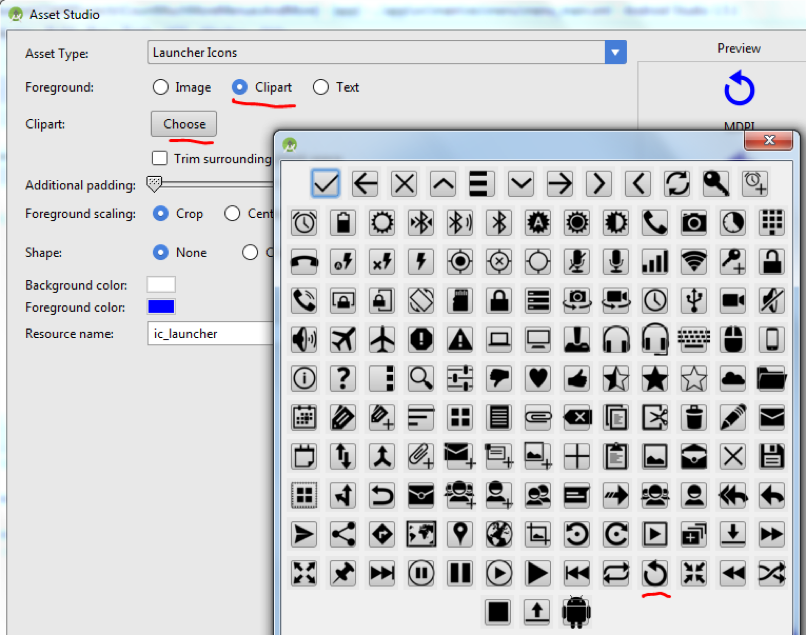 Asset Studio
Asset Type:
Launcher Icons
Preview
Foreground:
Image
Clipart
Text
Clipart:
Choose
MDPI
Trim surrounding
Additional padding:
Foreground scaling:
Crop
Shape:
None
Background color:
Foreground color:
Resource name:
ic_launcher